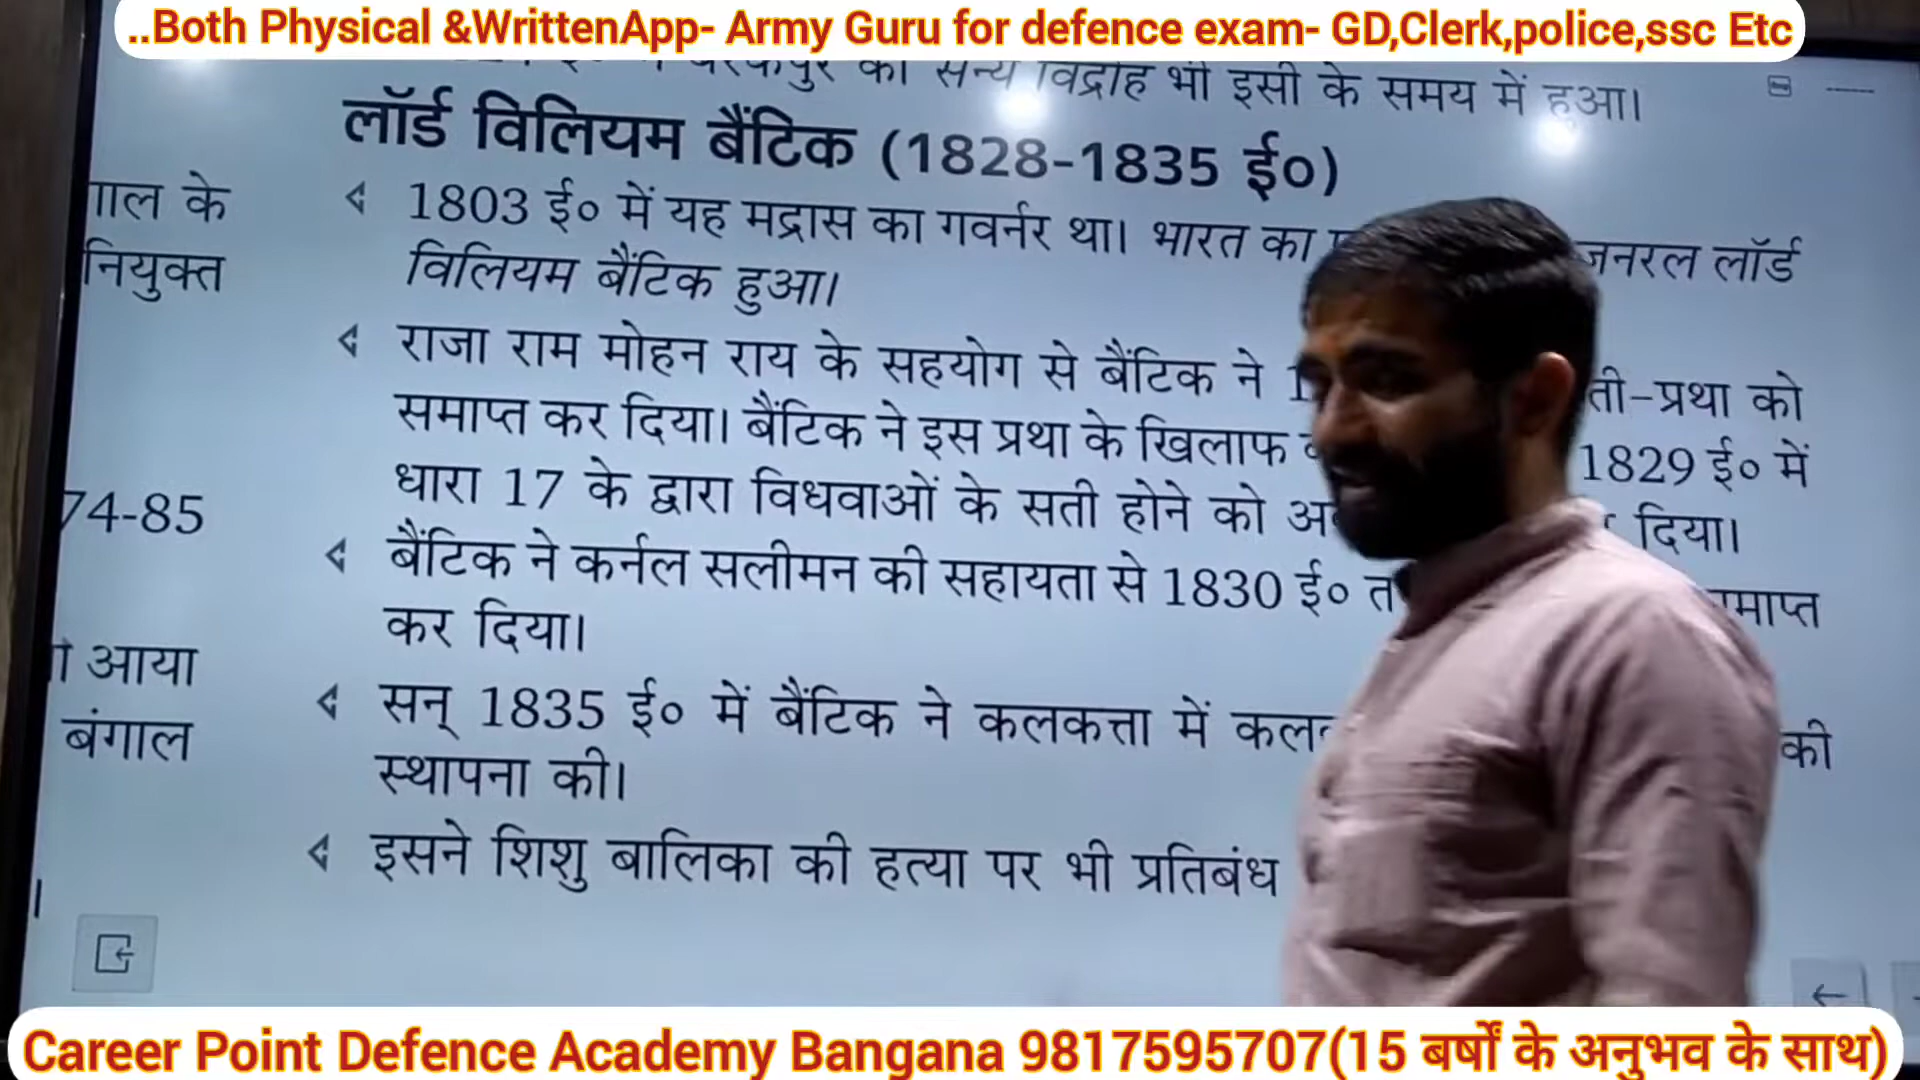 ..Both Physical &WrittenApp- Army Guru for defence exam- GD,Clerk,police,ssc Etc
विद्रोह भी इसी के समय में हुआ।
लॉर्ड विलियम बैंटिक (1828-1835 ई०)
1803 ई० में यह मद्रास का गवर्नर था। भारत का लॉर्ड
विलियम बैंटिक हुआ।
राजा राम मोहन राय के सहयोग से बैंटिक ने ती-प्रथा को
समाप्त कर दिया। बैंटिक ने इस प्रथा के खिलाफ 1829 ई० में
धारा 17 के द्वारा विधवाओं के सती होने को दिया।
बैंटिक ने कर्नल सलीमन की सहायता से 1830 ई०
कर दिया।
सन् 1835 ई० में बैंटिक ने कलकत्ता में की
स्थापना की।
इसने शिशु बालिका की हत्या पर भी प्रतिबंध
गाल के
नियुक्त
74-85
आया
बंगाल
Career Point Defence Academy Bangana 9817595707(15 बर्षों के अनुभव के साथ)